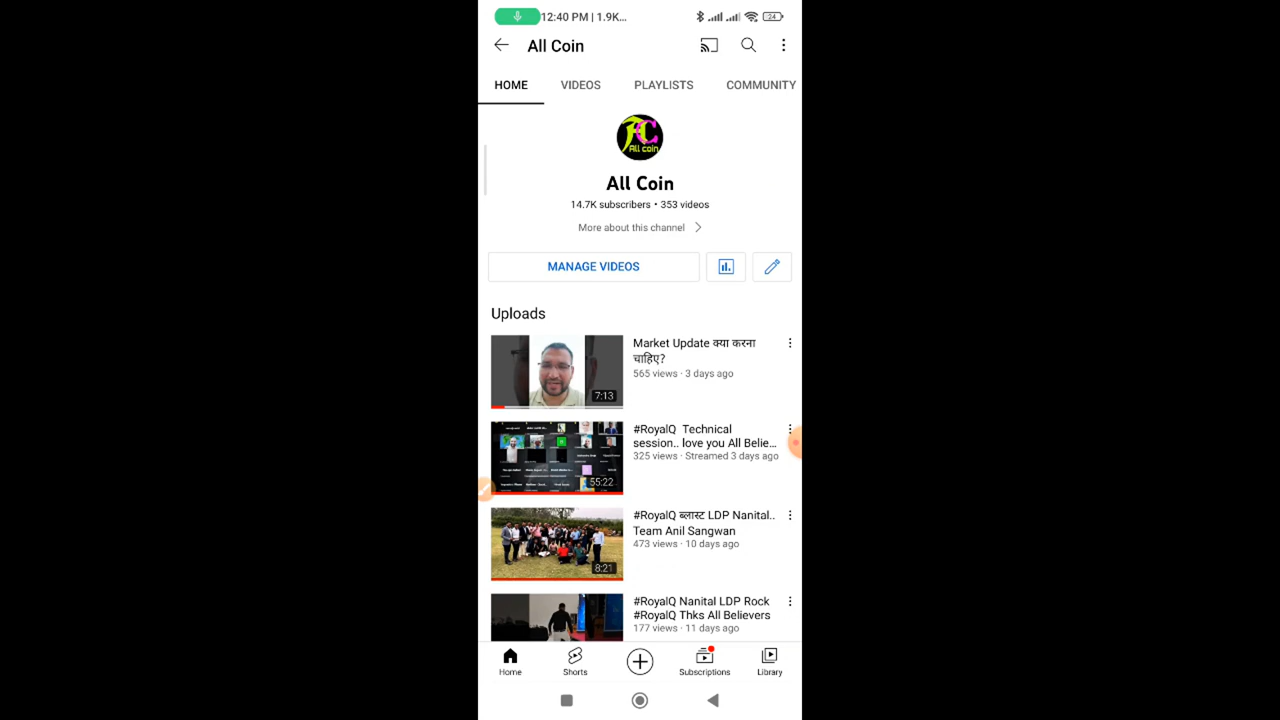 12:40 PM | 1.9K...
24
All Coin
HOME
VIDEOS
PLAYLISTS
COMMUNITY
All coin
All Coin
14.7K subscribers • 353 videos
More about this channel
MANAGE VIDEOS
Uploads
Market Update क्या करना
चाहिए?
565 views · 3 days ago
7:13
#RoyalQ Technical
session.. love you All Belie...
325 views · Streamed 3 days ago
55:22
#RoyalQ ब्लास्ट LDP Nanital..
Team Anil Sangwan
473 views · 10 days ago
8:21
#RoyalQ Nanital LDP Rock
#RoyalQ Thks All Believers
177 views · 11 days ago
Home
Shorts
Subscriptions
Library